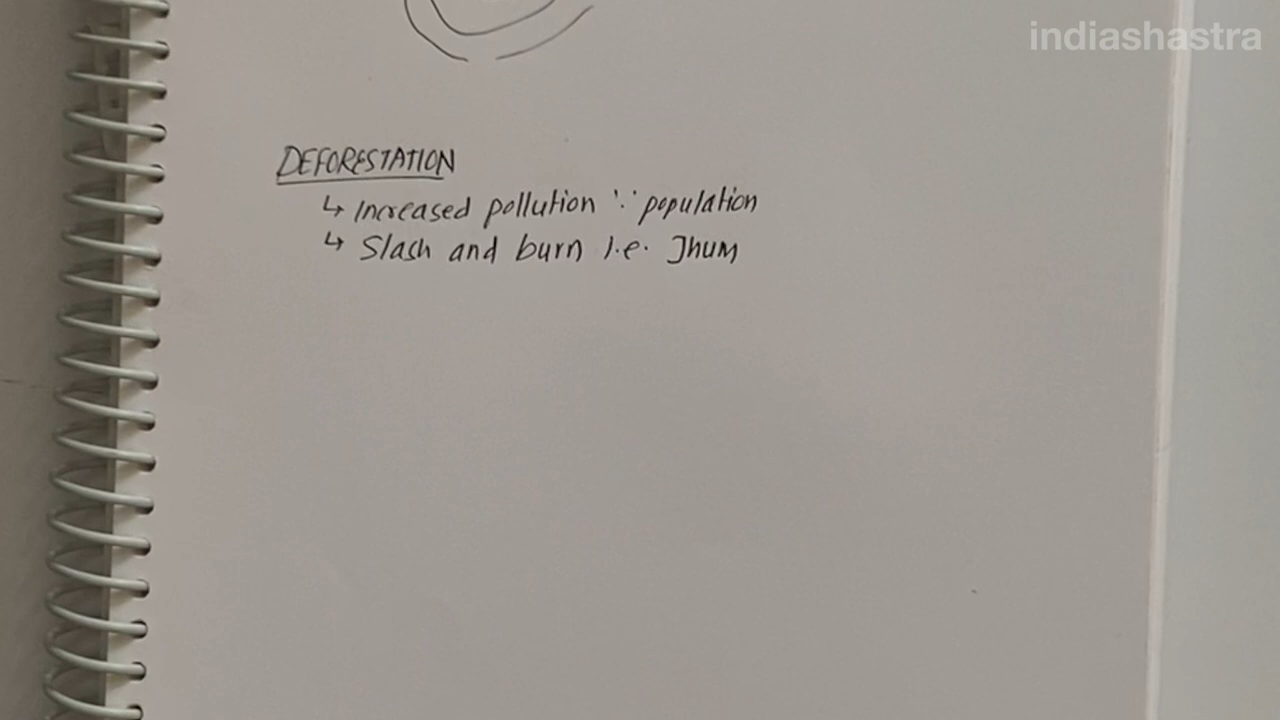 indiashastra
DEFORESTATION
↳ Increased pollution ∵ population
↳ Slash and burn i.e. Jhum